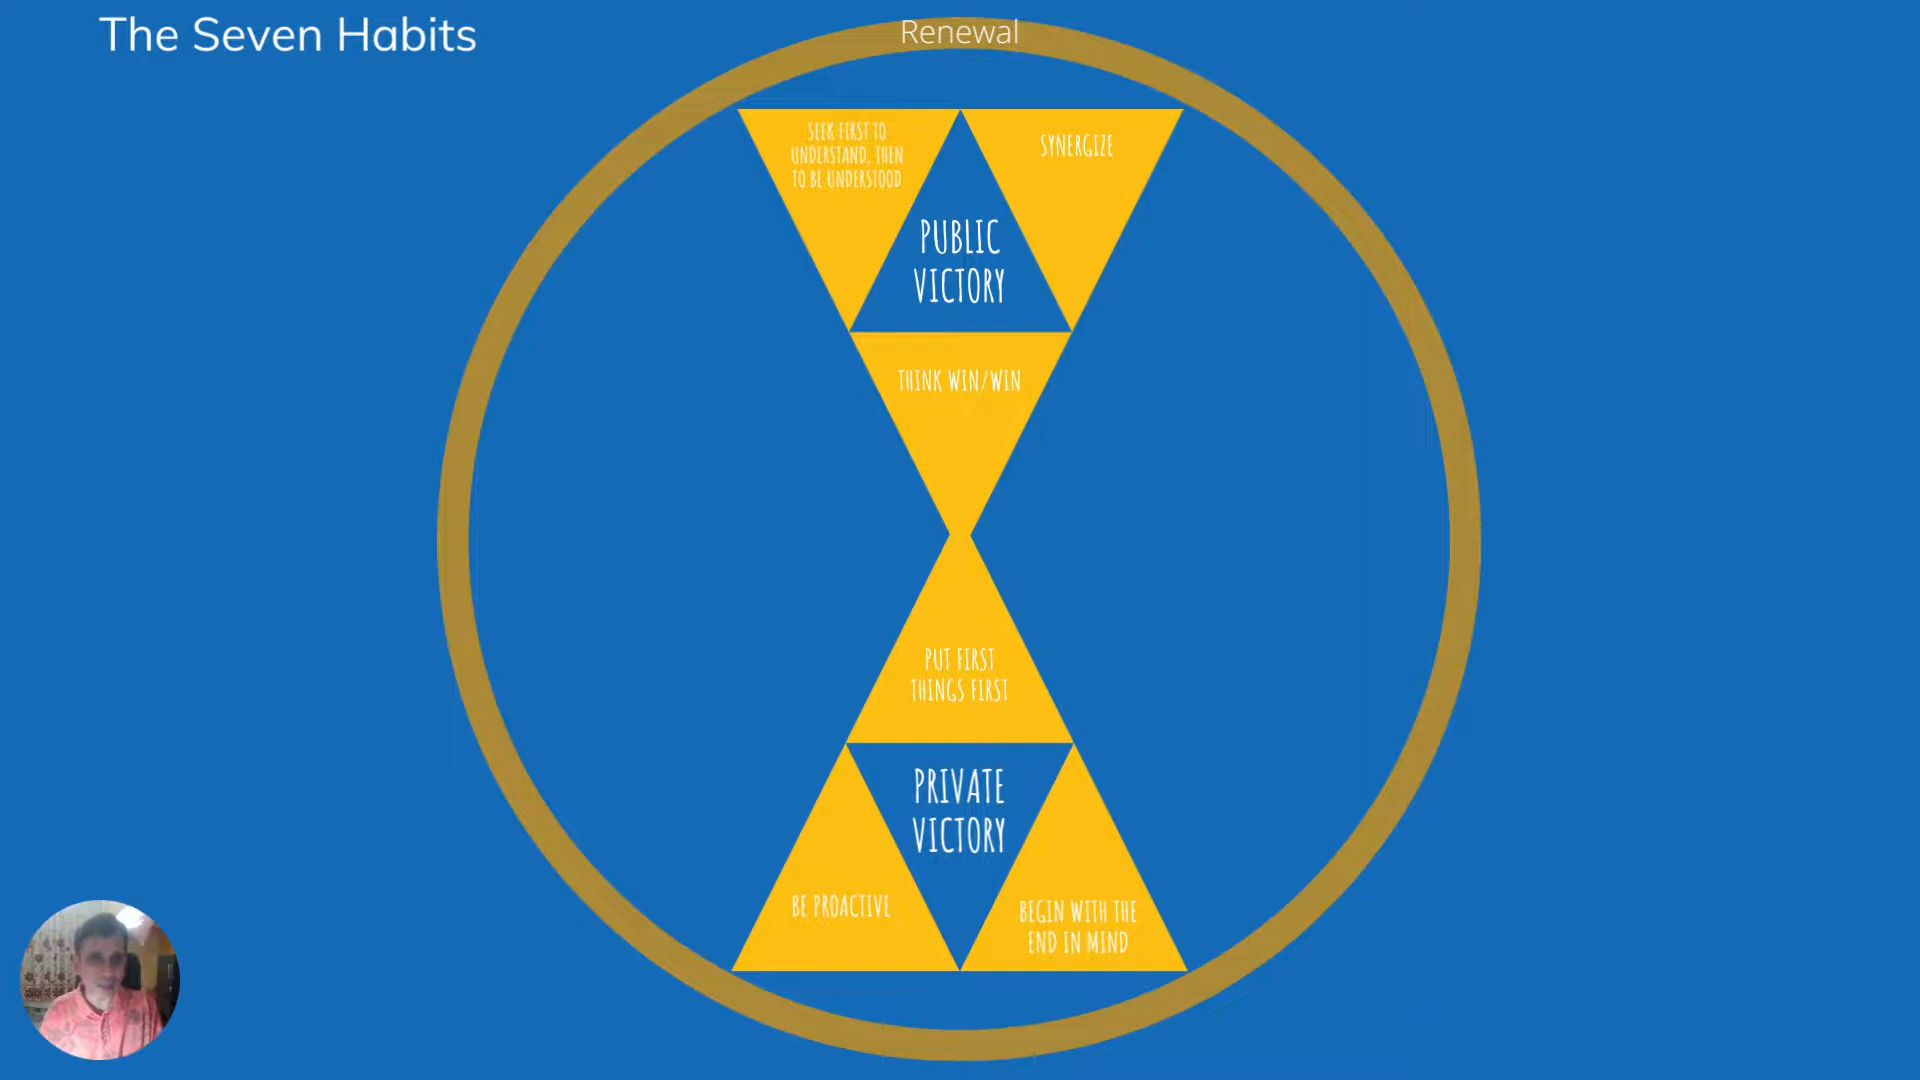 The Seven Habits
Renewal
SEEK FIRST TO
UNDERSTAND, THEN
TO BE UNDERSTOOD
SYNERGIZE
PUBLIC
VICTORY
THINK WIN/WIN
PUT FIRST
THINGS FIRST
PRIVATE
VICTORY
BE PROACTIVE
BEGIN WITH THE
END IN MIND